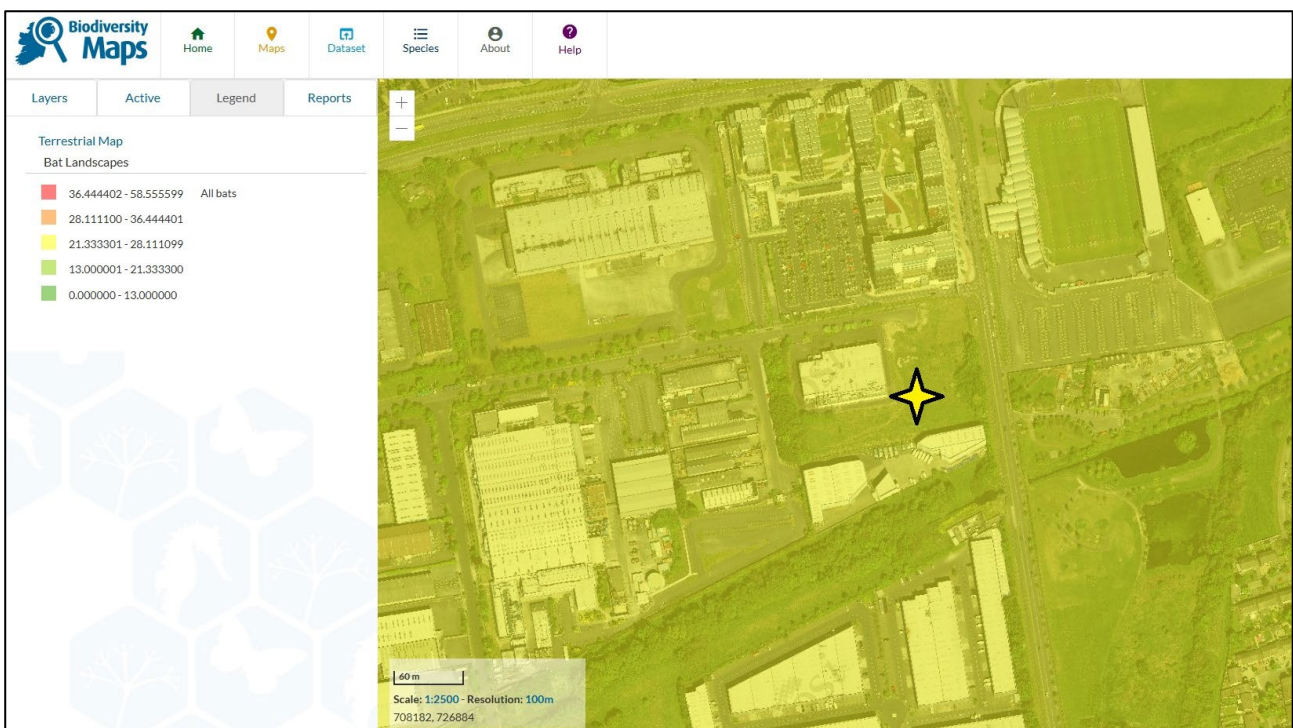 Biodiversity
Maps
Home
Maps
Dataset
Species
About
Help
Layers
Active
Legend
Reports
+
−
Terrestrial Map
Bat Landscapes
36.444402 - 58.555599 All bats
28.111100 - 36.444401
21.333301 - 28.111099
13.000001 - 21.333300
0.000000 - 13.000000
60 m
Scale: 1:2500 - Resolution: 100m
708182, 726884